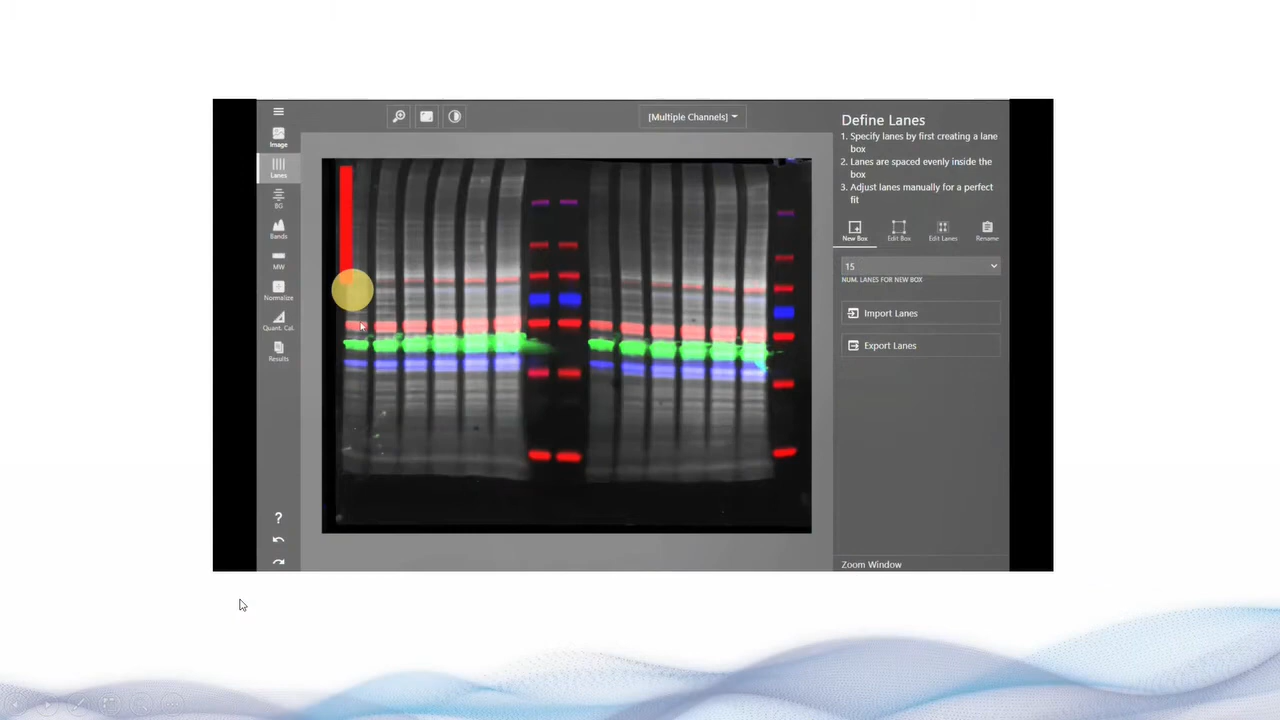 [Multiple Channels]
Define Lanes
1. Specify lanes by first creating a lane
box
2. Lanes are spaced evenly inside the
box
3. Adjust lanes manually for a perfect
fit
Image
Lanes
BG
Bands
MW
Normalize
Quant. Cal.
Results
?
New Box
Edit Box
Edit Lanes
Rename
15
NUM. LANES FOR NEW BOX
Import Lanes
Export Lanes
Zoom Window